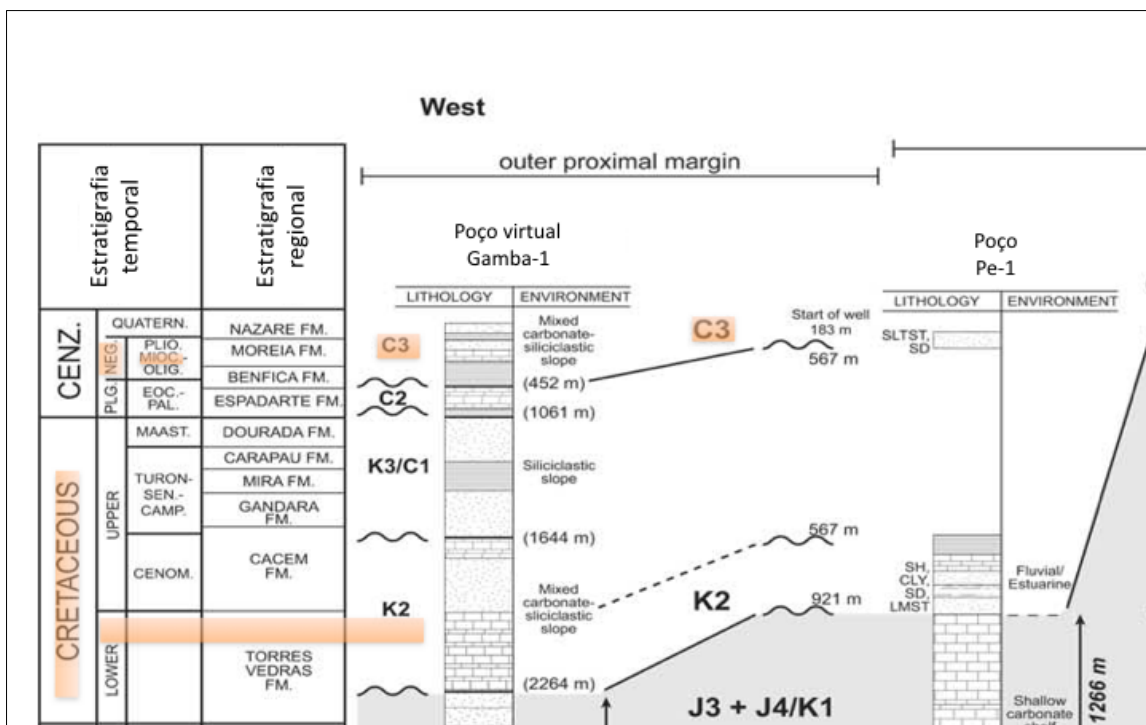 West
outer proximal margin
Estratigrafia
temporal
Estratigrafia
regional
Poço virtual
Gamba-1
Poço
Pe-1
LITHOLOGY
ENVIRONMENT
LITHOLOGY
ENVIRONMENT
CENZ.
NEG.
PLG.
QUATERN.
PLIO.
MIOC.-
OLIG.
EOC.-
PAL.
NAZARE FM.
MOREIA FM.
BENFICA FM.
ESPADARTE FM.
CRETACEOUS
UPPER
LOWER
MAAST.
TURON-
SEN.-
CAMP.
CENOM.
DOURADA FM.
CARAPAU FM.
MIRA FM.
GANDARA
FM.
CACEM
FM.
TORRES
VEDRAS
FM.
C3
C2
K3/C1
K2
Mixed
carbonate-
siliciclastic
slope
(452 m)
(1061 m)
Siliciclastic
slope
(1644 m)
Mixed
carbonate-
siliciclastic
slope
(2264 m)
C3
Start of well
183 m
567 m
567 m
K2
921 m
J3 + J4/K1
SLTST,
SD
SH,
CLY,
SD,
LMST
Fluvial/
Estuarine
Shallow
carbonate
shelf
1266 m